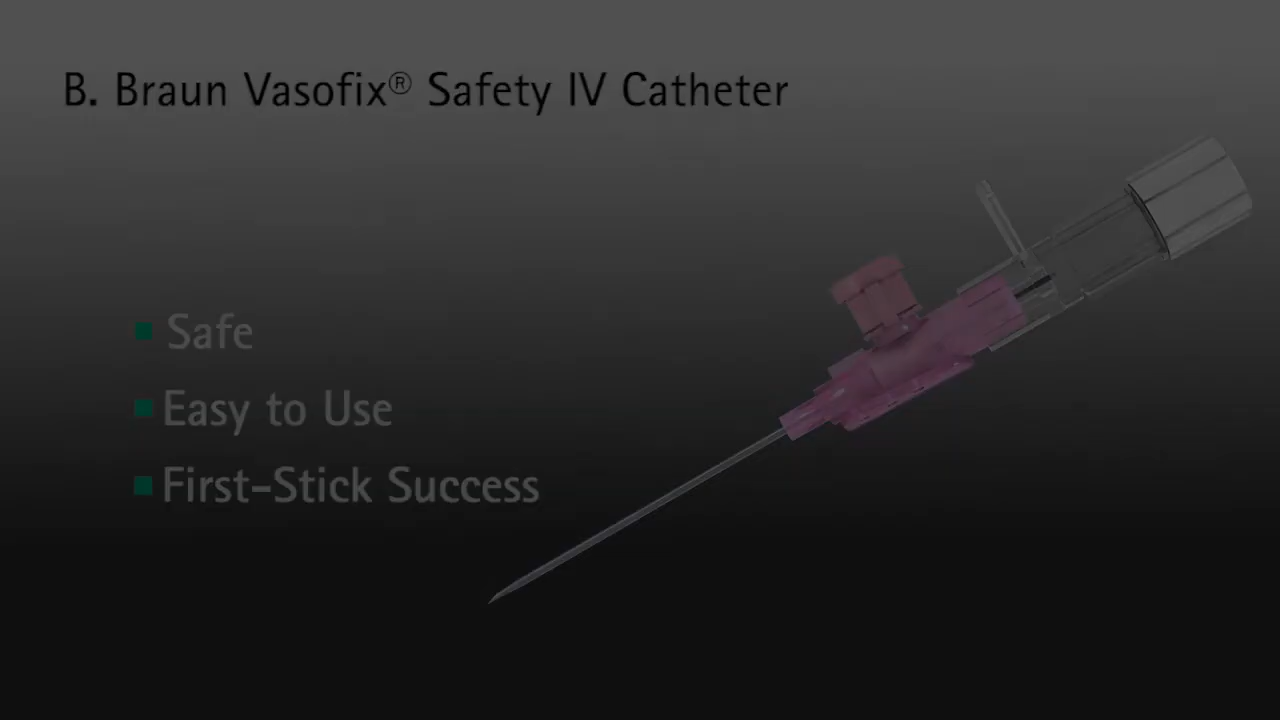 B. Braun Vasofix® Safety IV Catheter
Safe
Easy to Use
First-Stick Success